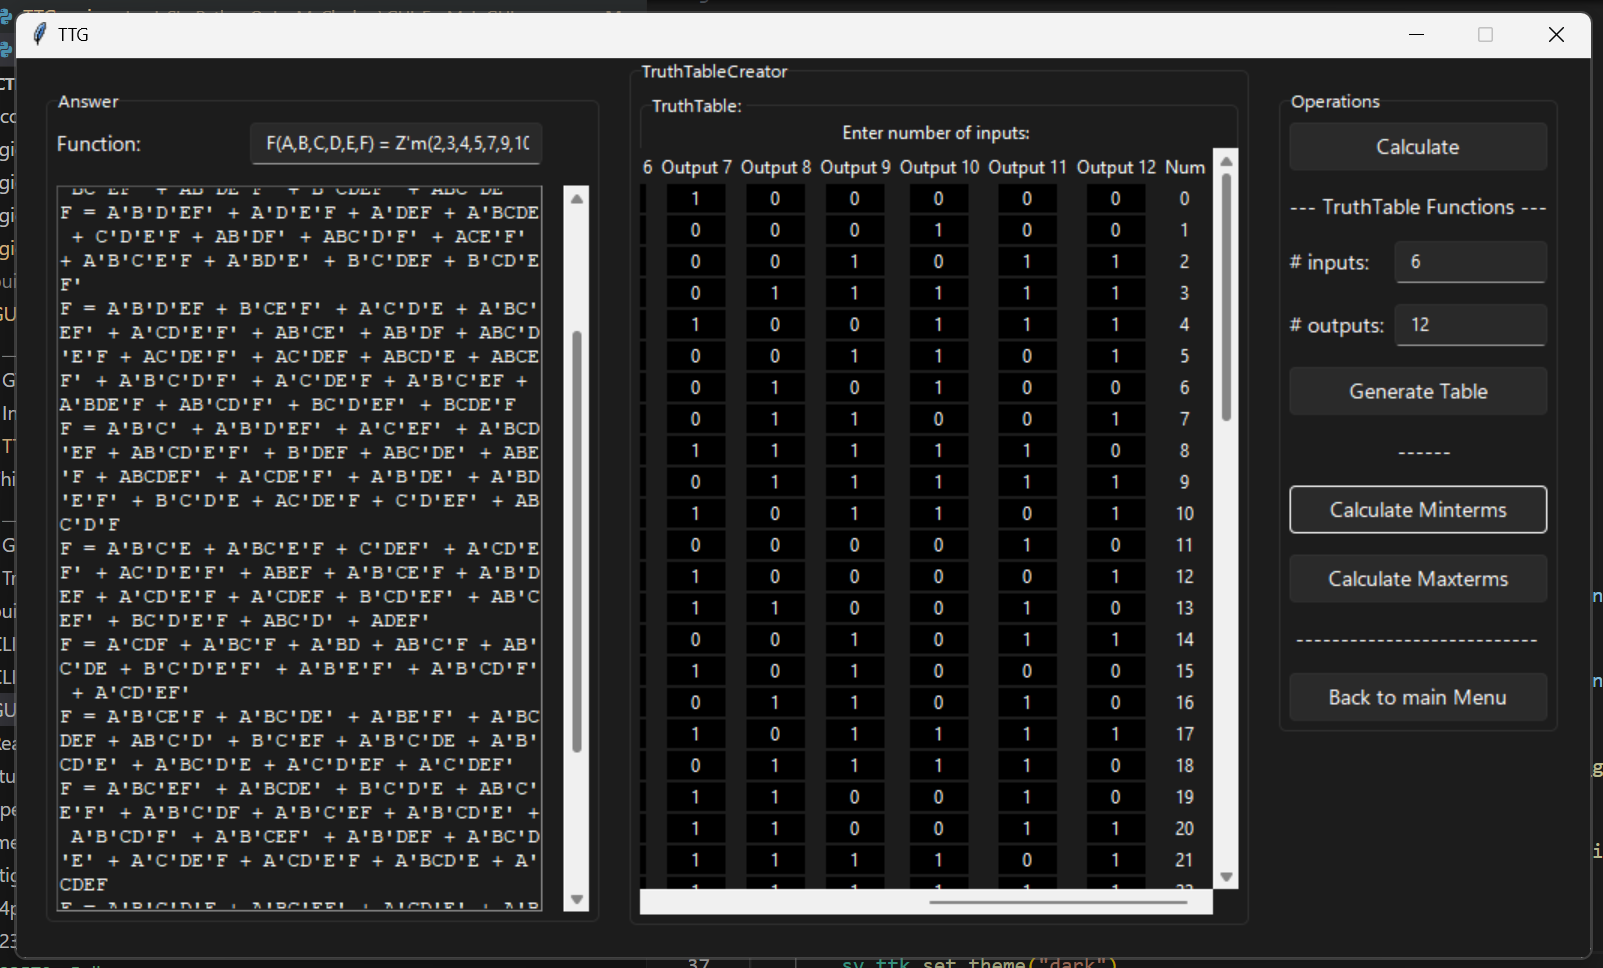 TTG
Answer
Function:
F(A,B,C,D,E,F) = Z'm(2,3,4,5,7,9,10
BC'EF' + AB'DE'F' + B'CDEF' + ABC'DE'
F = A'B'D'EF' + A'D'E'F + A'DEF + A'BCDE
+ C'D'E'F + AB'DF' + ABC'D'F' + ACE'F'
+ A'B'C'E'F + A'BD'E' + B'C'DEF + B'CD'E
F'
F = A'B'D'EF + B'CE'F' + A'C'D'E + A'BC'
EF' + A'CD'E'F' + AB'CE' + AB'DF + ABC'D
'E'F + AC'DE'F' + AC'DEF + ABCD'E + ABCE
F' + A'B'C'D'F' + A'C'DE'F + A'B'C'EF +
A'BDE'F + AB'CD'F' + BC'D'EF' + BCDE'F
F = A'B'C' + A'B'D'EF' + A'C'EF' + A'BCD
'EF + AB'CD'E'F' + B'DEF + ABC'DE' + ABE
'F + ABCDEF' + A'CDE'F' + A'B'DE' + A'BD
'E'F' + B'C'D'E + AC'DE'F + C'D'EF' + AB
C'D'F
F = A'B'C'E + A'BC'E'F + C'DEF' + A'CD'E
F' + AC'D'E'F' + ABEF + A'B'CE'F + A'B'D
EF + A'CD'E'F + A'CDEF + B'CD'EF' + AB'C
EF' + BC'D'E'F + ABC'D' + ADEF'
F = A'CDF + A'BC'F + A'BD + AB'C'F + AB'
C'DE + B'C'D'E'F' + A'B'E'F' + A'B'CD'F'
+ A'CD'EF'
F = A'B'CE'F + A'BC'DE' + A'BE'F' + A'BC
DEF + AB'C'D' + B'C'EF + A'B'C'DE + A'B'
CD'E' + A'BC'D'E + A'C'D'EF + A'C'DEF'
F = A'BC'EF' + A'BCDE' + B'C'D'E + AB'C'
E'F' + A'B'C'DF + A'B'C'EF + A'B'CD'E' +
A'B'CD'F' + A'B'CEF' + A'B'DEF + A'BC'D
'E' + A'C'DE'F + A'CD'E'F + A'BCD'E + A'
CDEF
TruthTableCreator
TruthTable:
Enter number of inputs:
6 Output 7 Output 8 Output 9 Output 10 Output 11 Output 12 Num
1 0 0 0 0 0 0
0 0 0 1 0 0 1
0 0 1 0 1 1 2
0 1 1 1 1 1 3
1 0 0 1 1 1 4
0 0 1 1 0 1 5
0 1 0 1 0 0 6
0 1 1 0 0 1 7
1 1 1 1 1 0 8
0 1 1 1 1 1 9
1 0 1 1 0 1 10
0 0 0 0 1 0 11
1 0 0 0 0 1 12
1 1 0 0 1 0 13
0 0 1 0 1 1 14
1 0 1 0 0 0 15
0 1 1 0 1 0 16
1 0 1 1 1 1 17
0 1 1 1 1 0 18
1 1 0 0 1 0 19
1 1 0 0 1 1 20
1 1 1 1 0 1 21
Operations
Calculate
--- TruthTable Functions ---
# inputs:
6
# outputs:
12
Generate Table
------
Calculate Minterms
Calculate Maxterms
---------------------------
Back to main Menu